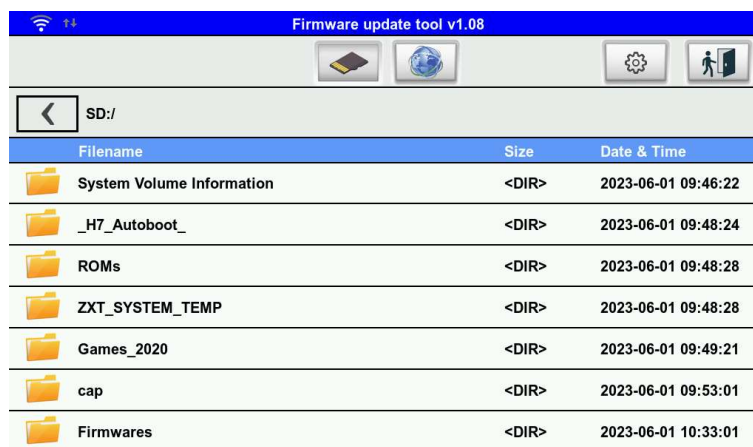 Firmware update tool v1.08
SD:/
Filename Size Date & Time
System Volume Information <DIR> 2023-06-01 09:46:22
_H7_Autoboot_ <DIR> 2023-06-01 09:48:24
ROMs <DIR> 2023-06-01 09:48:28
ZXT_SYSTEM_TEMP <DIR> 2023-06-01 09:48:28
Games_2020 <DIR> 2023-06-01 09:49:21
cap <DIR> 2023-06-01 09:53:01
Firmwares <DIR> 2023-06-01 10:33:01